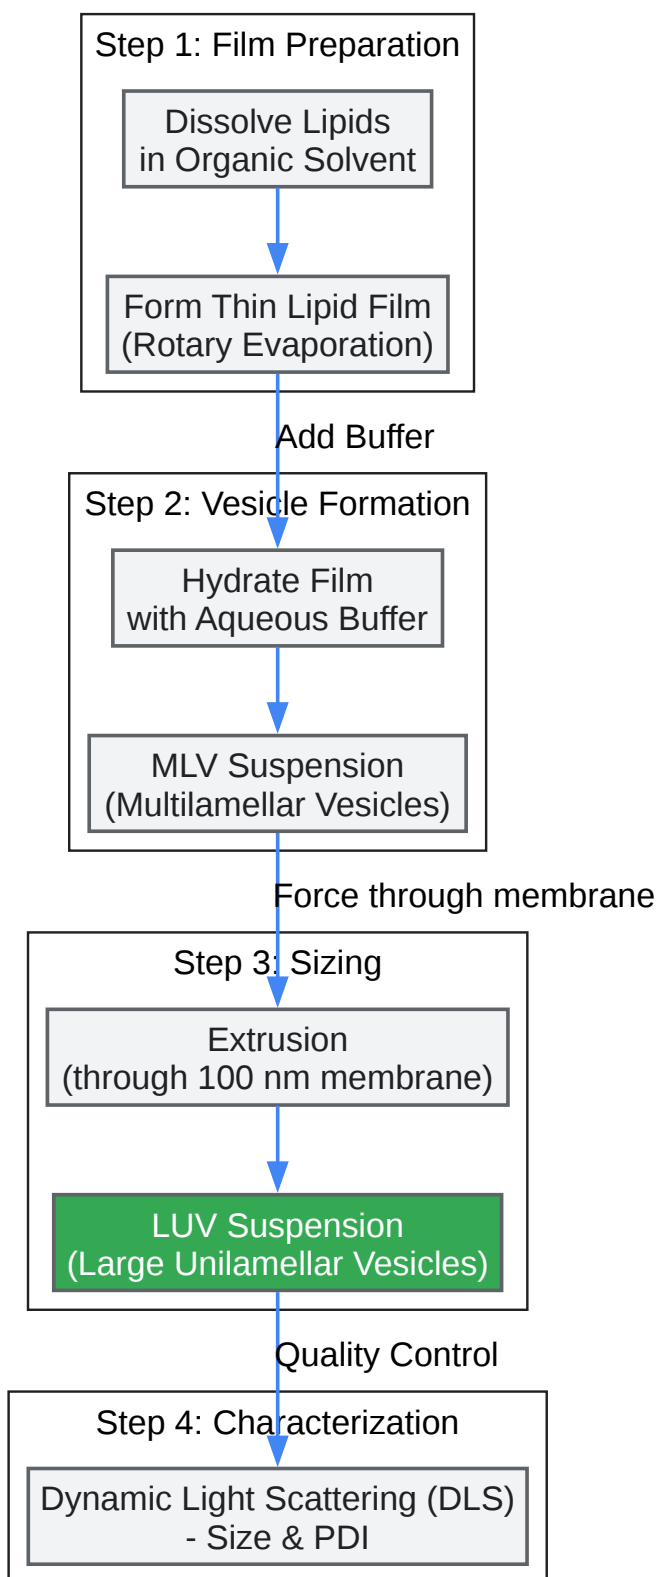 Step 1: Film Preparation
Dissolve Lipids
in Organic Solvent
Form Thin Lipid Film
(Rotary Evaporation)
Add Buffer
Step 2: Vesicle Formation
Hydrate Film
with Aqueous Buffer
MLV Suspension
(Multilamellar Vesicles)
Force through membrane
Step 3: Sizing
Extrusion
(through 100 nm membrane)
LUV Suspension
(Large Unilamellar Vesicles)
Quality Control
Step 4: Characterization
Dynamic Light Scattering (DLS)
- Size & PDI